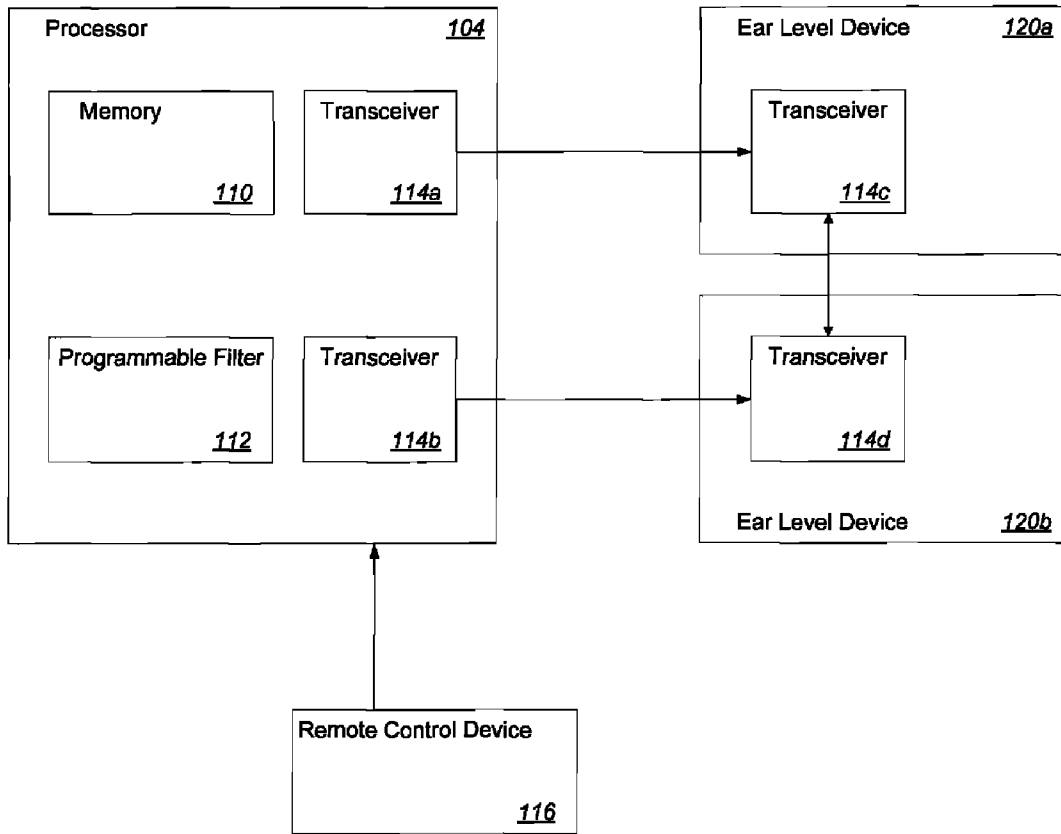 Processor 104
Memory
110
Transceiver
114a
Programmable Filter
112
Transceiver
114b
Ear Level Device 120a
Transceiver
114c
Transceiver
114d
Ear Level Device 120b
Remote Control Device
116